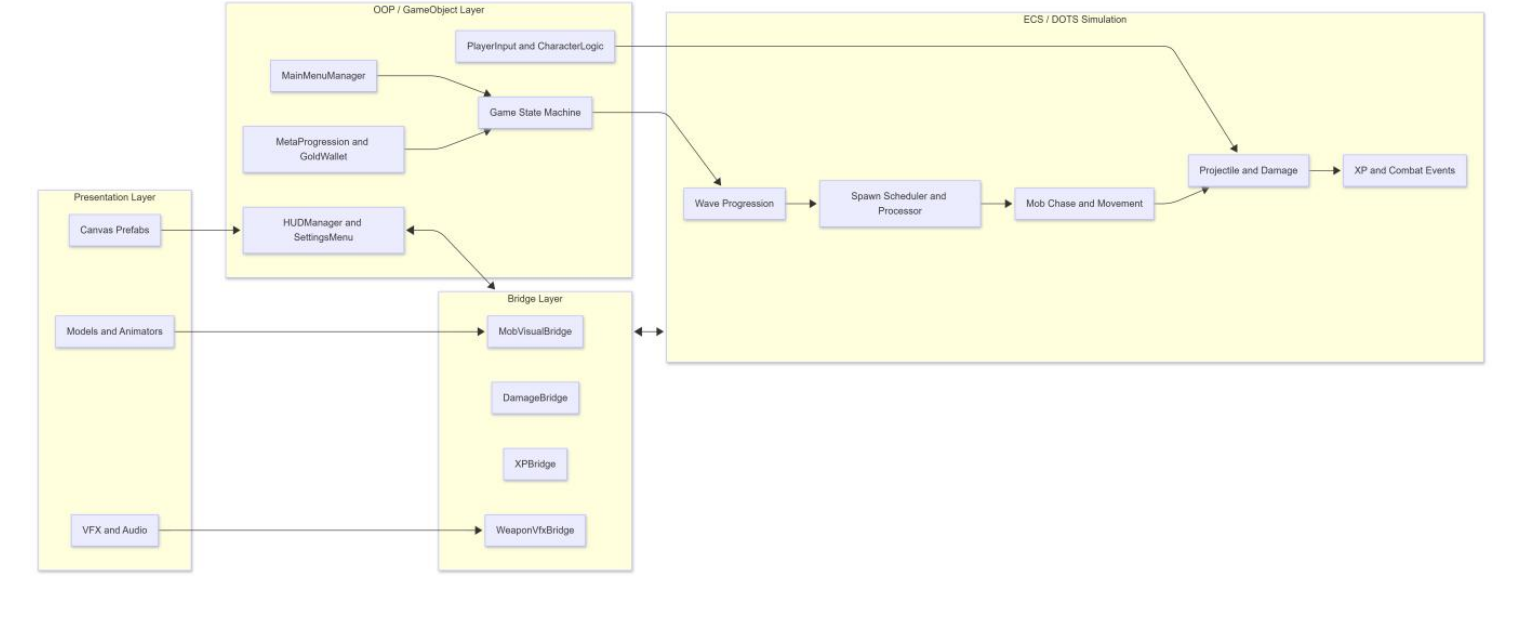 OOP / GameObject Layer
PlayerInput and CharacterLogic
MainMenuManager
Game State Machine
MetaProgression and
GoldWallet
HUDManager and
SettingsMenu
ECS / DOTS Simulation
Wave Progression
Spawn Scheduler and
Processor
Mob Chase and Movement
Projectile and Damage
XP and Combat Events
Presentation Layer
Canvas Prefabs
Models and Animators
VFX and Audio
Bridge Layer
MobVisualBridge
DamageBridge
XPBridge
WeaponVfxBridge